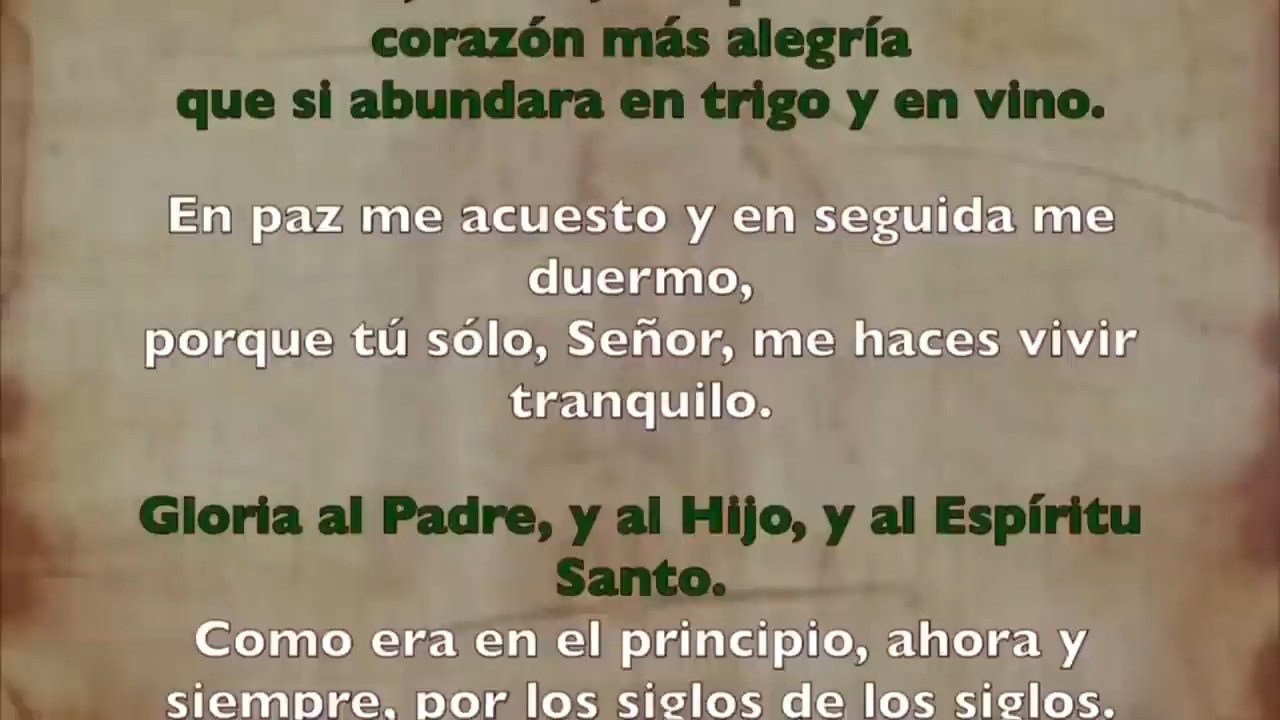 corazón más alegría
que si abundara en trigo y en vino.
En paz me acuesto y en seguida me
duermo,
porque tú sólo, Señor, me haces vivir
tranquilo.
Gloria al Padre, y al Hijo, y al Espíritu
Santo.
Como era en el principio, ahora y
siempre, por los siglos de los siglos.